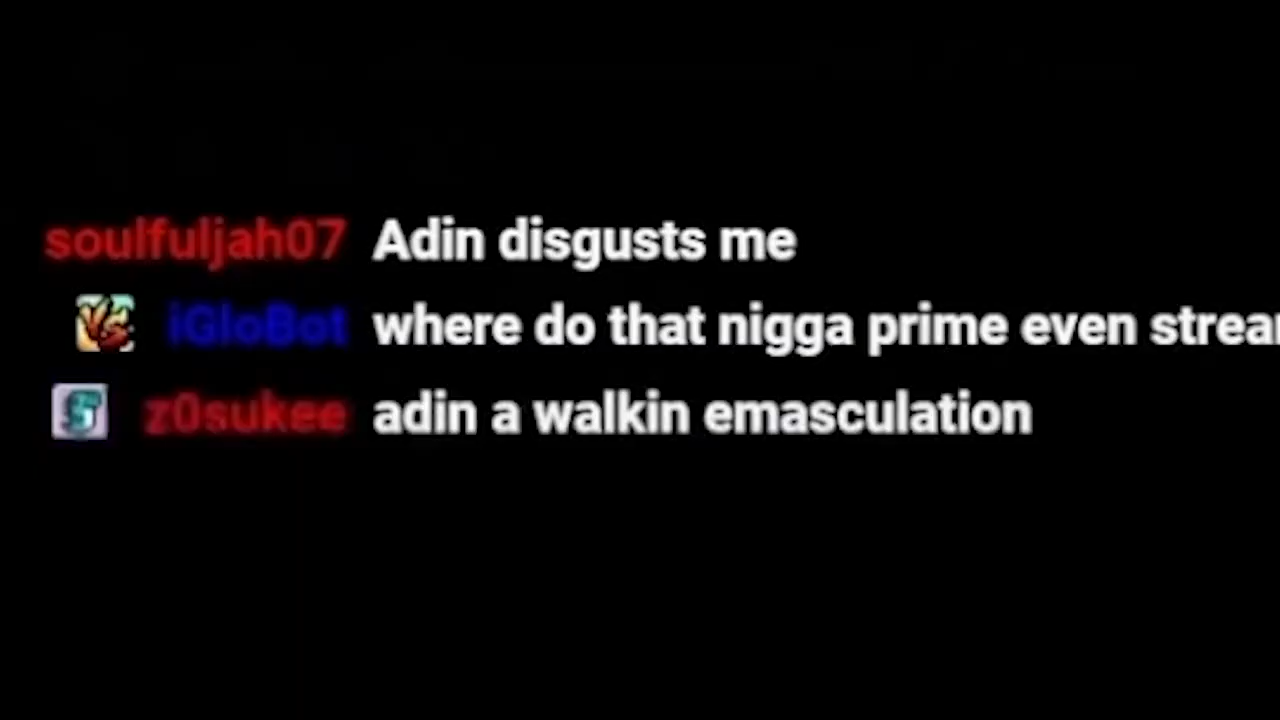 soulfuljah07 Adin disgusts me
iGloBot where do that nigga prime even strea
z0sukee adin a walkin emasculation